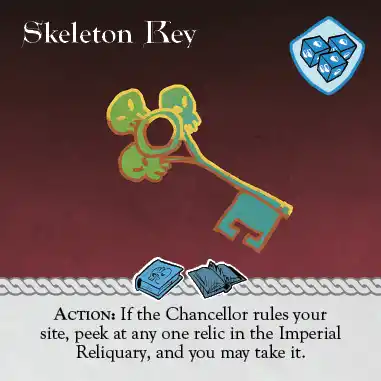 Skeleton Key
ACTION: If the Chancellor rules your
site, peek at any one relic in the Imperial
Reliquary, and you may take it.